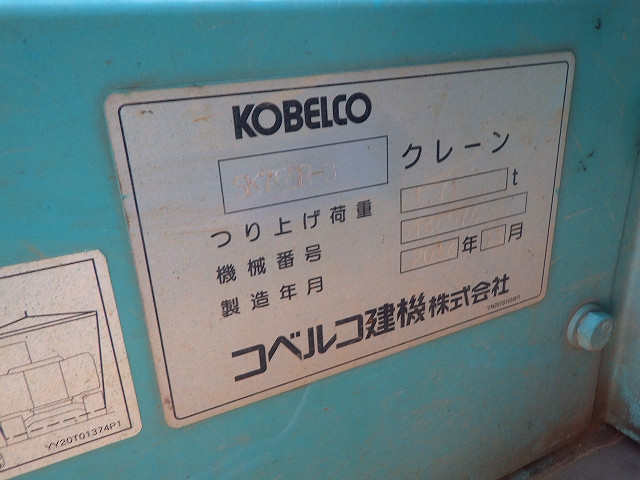 KOBELCO
クレーン
つり上げ荷重 t
機械番号
製造年月 年 月
コベルコ建機株式会社
YY20T01374P1